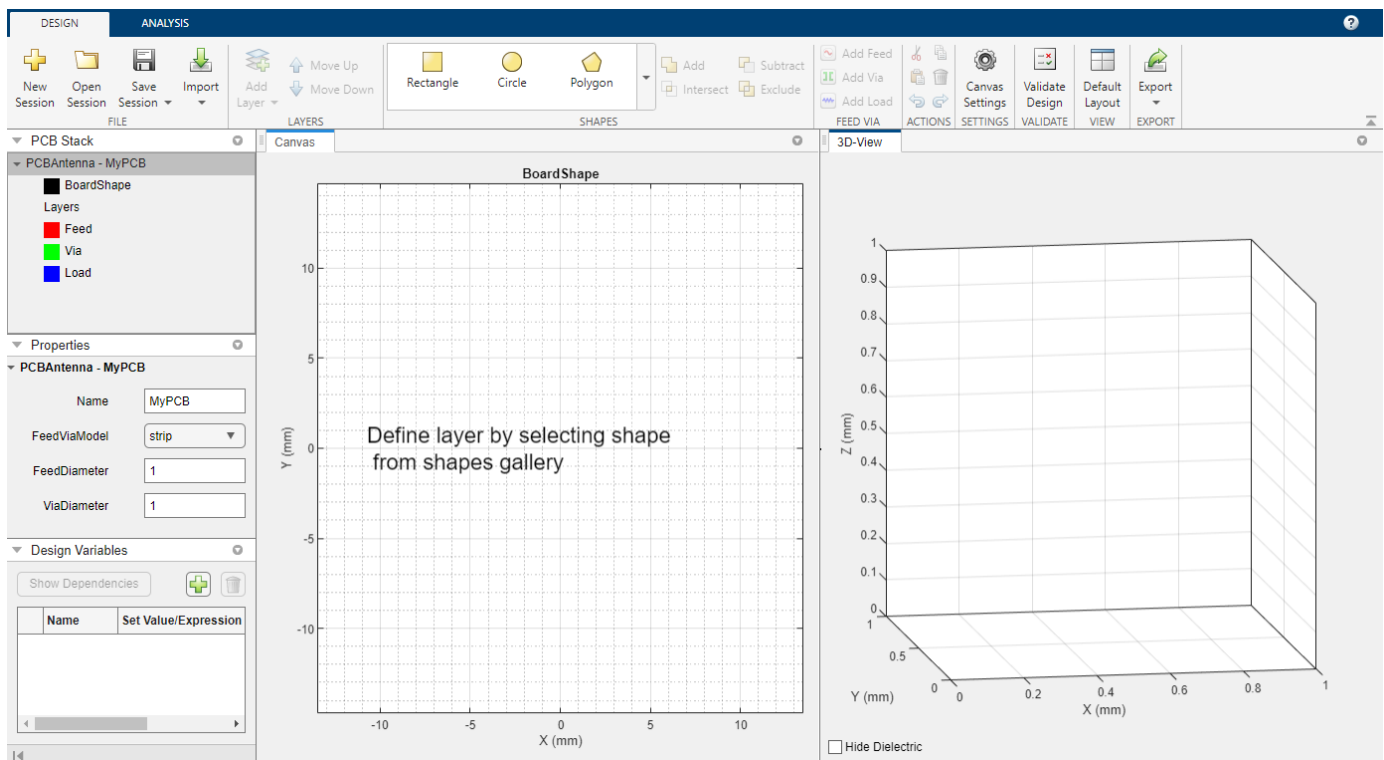 DESIGN
ANALYSIS
?
New
Session
Open
Session
Save
Session
Import
FILE
Add
Layer
Move Up
Move Down
LAYERS
Rectangle
Circle
Polygon
Add
Subtract
Intersect
Exclude
SHAPES
Add Feed
Add Via
Add Load
FEED VIA
ACTIONS
Canvas
Settings
SETTINGS
Validate
Design
VALIDATE
Default
Layout
VIEW
Export
EXPORT
PCB Stack
PCBAntenna - MyPCB
BoardShape
Layers
Feed
Via
Load
Properties
PCBAntenna - MyPCB
Name MyPCB
FeedViaModel strip
FeedDiameter 1
ViaDiameter 1
Design Variables
Show Dependencies
Name Set Value/Expression
Canvas
BoardShape
10
5
0
-5
-10
Y (mm)
Define layer by selecting shape
from shapes gallery
-10 -5 0 5 10
X (mm)
3D-View
1
0.9
0.8
0.7
0.6
0.5
0.4
0.3
0.2
0.1
0
Z (mm)
1
0.5
0
Y (mm)
0 0.2 0.4 0.6 0.8 1
X (mm)
Hide Dielectric